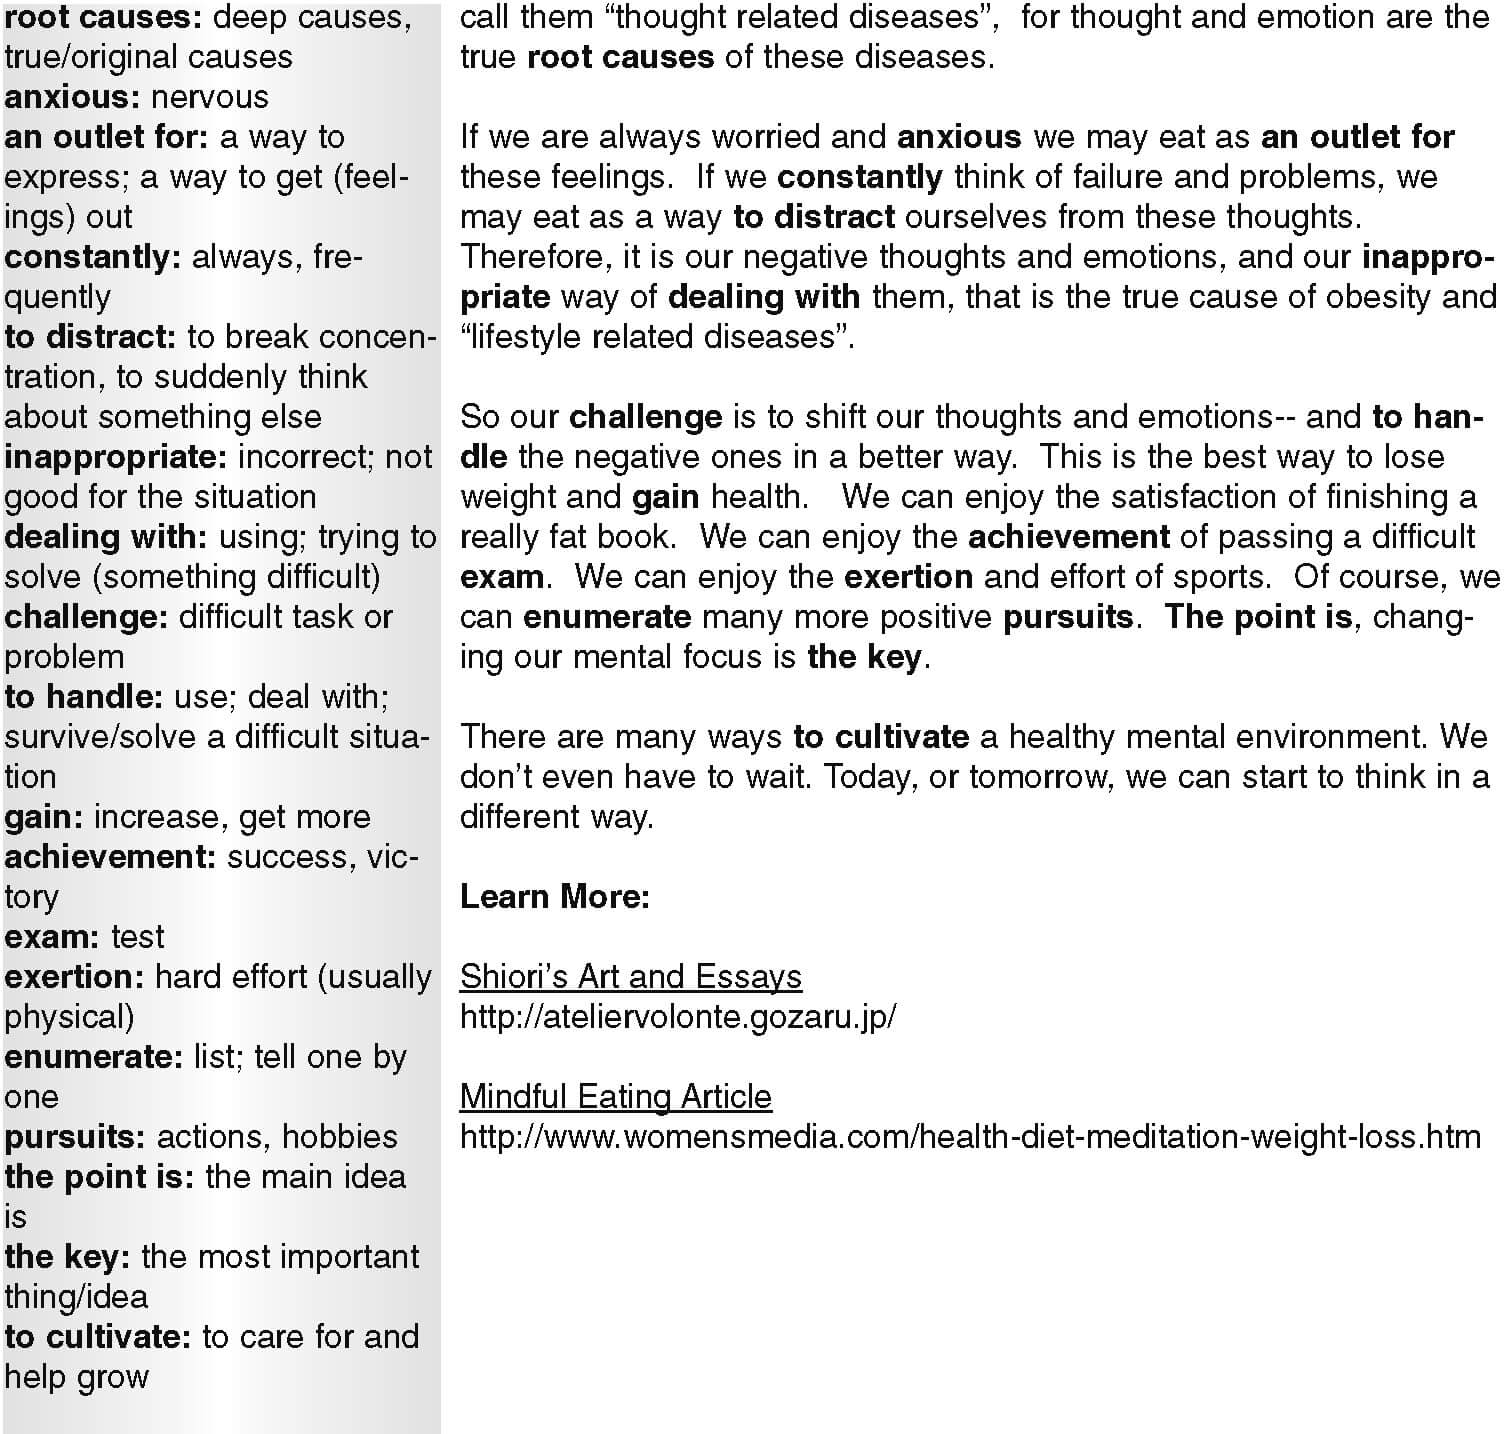 root causes: deep causes,
true/original causes
anxious: nervous
an outlet for: a way to
express; a way to get (feel-
ings) out
constantly: always, fre-
quently
to distract: to break concen-
tration, to suddenly think
about something else
inappropriate: incorrect; not
good for the situation
dealing with: using; trying to
solve (something difficult)
challenge: difficult task or
problem
to handle: use; deal with;
survive/solve a difficult situa-
tion
gain: increase, get more
achievement: success, vic-
tory
exam: test
exertion: hard effort (usually
physical)
enumerate: list; tell one by
one
pursuits: actions, hobbies
the point is: the main idea
is
the key: the most important
thing/idea
to cultivate: to care for and
help grow
call them “thought related diseases”,  for thought and emotion are the
true root causes of these diseases.
If we are always worried and anxious we may eat as an outlet for
these feelings.  If we constantly think of failure and problems, we
may eat as a way to distract ourselves from these thoughts.
Therefore, it is our negative thoughts and emotions, and our inappro-
priate way of dealing with them, that is the true cause of obesity and
“lifestyle related diseases”.
So our challenge is to shift our thoughts and emotions-- and to han-
dle the negative ones in a better way.  This is the best way to lose
weight and gain health.   We can enjoy the satisfaction of finishing a
really fat book.  We can enjoy the achievement of passing a difficult
exam.  We can enjoy the exertion and effort of sports.  Of course, we
can enumerate many more positive pursuits.  The point is, chang-
ing our mental focus is the key.
There are many ways to cultivate a healthy mental environment. We
don’t even have to wait. Today, or tomorrow, we can start to think in a
different way.
Learn More:
Shiori’s Art and Essays
http://ateliervolonte.gozaru.jp/
Mindful Eating Article
http://www.womensmedia.com/health-diet-meditation-weight-loss.htm